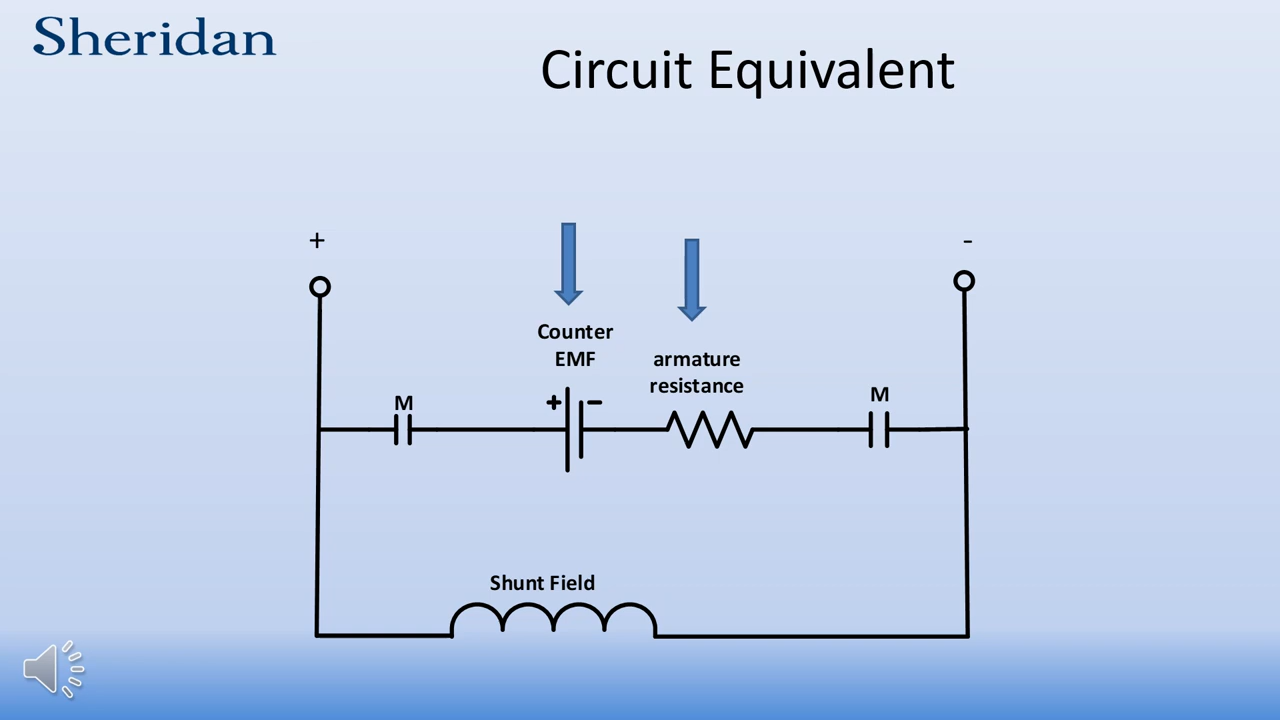 Sheridan
Circuit Equivalent
+
-
Counter
EMF
armature
resistance
M
+
-
M
Shunt Field